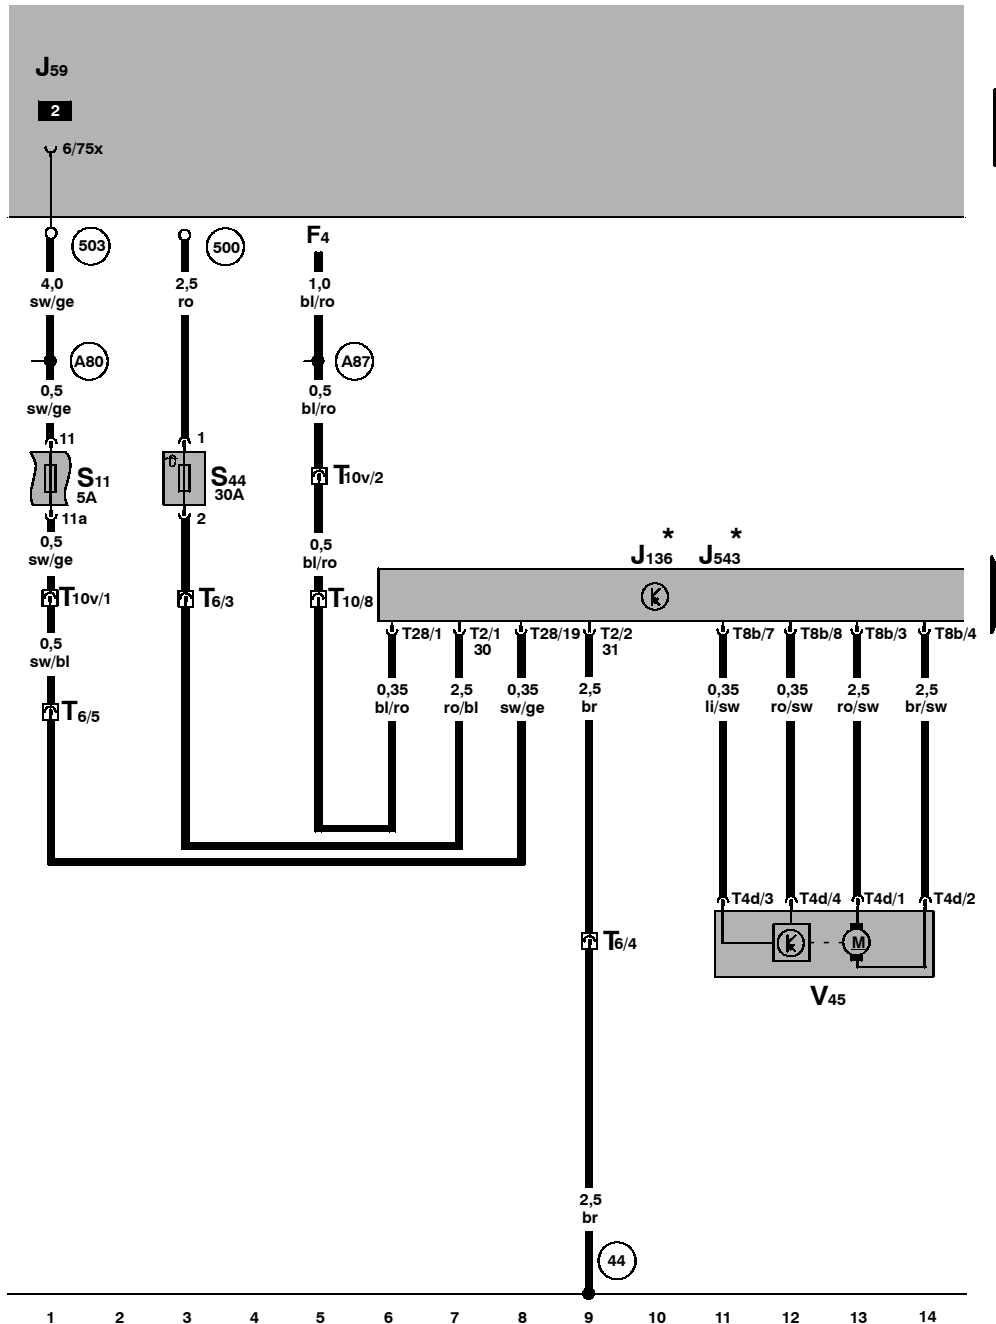 J59
2
6/75x
503
500
F4
4,0
sw/ge
2,5
ro
1,0
bl/ro
A80
A87
0,5
sw/ge
0,5
bl/ro
11
1
S11
5A
S44
30A
T10v/2
11a
2
0,5
sw/ge
0,5
bl/ro
* *
J136 J543
T10v/1
T6/3
T10/8
T28/1
T2/1
30
T28/19
T2/2
31
T8b/7
T8b/8
T8b/3
T8b/4
0,5
sw/bl
T6/5
0,35
bl/ro
2,5
ro/bl
0,35
sw/ge
2,5
br
0,35
li/sw
0,35
ro/sw
2,5
ro/sw
2,5
br/sw
T4d/3
T4d/4
T4d/1
T4d/2
T6/4
M
V45
2,5
br
44
1 2 3 4 5 6 7 8 9 10 11 12 13 14